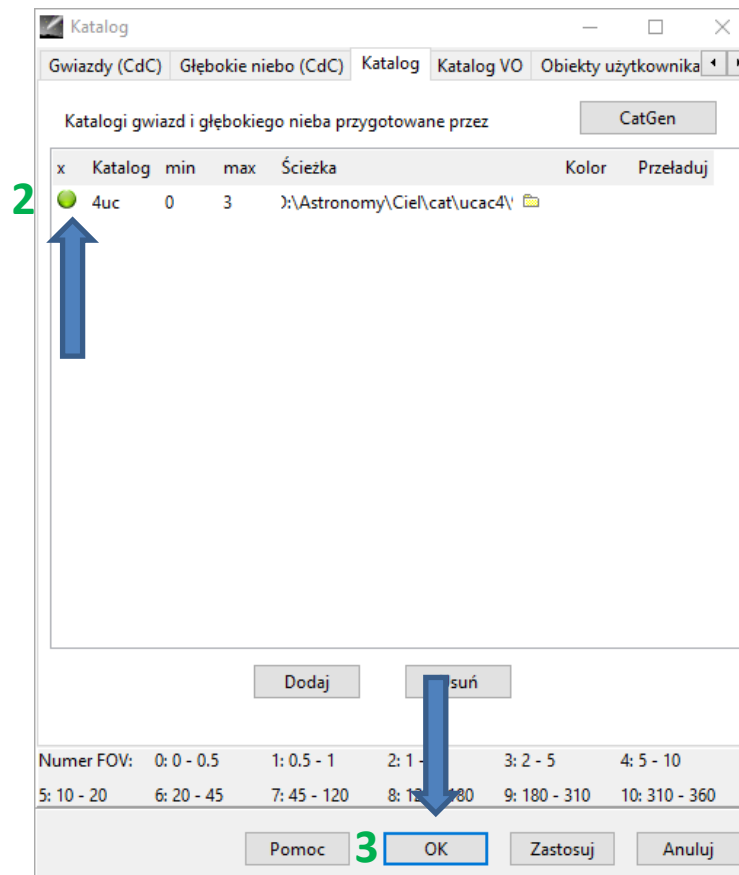 Katalog
Gwiazdy (CdC) Głębokie niebo (CdC) Katalog Katalog VO Obiekty użytkownika
Katalogi gwiazd i głębokiego nieba przygotowane przez CatGen
x Katalog min max Ścieżka Kolor Przeładuj
2 4uc 0 3 :\Astronomy\Ciel\cat\ucac4\
Dodaj suń
Numer FOV: 0: 0 - 0.5 1: 0.5 - 1 2: 1 - 3: 2 - 5 4: 5 - 10
5: 10 - 20 6: 20 - 45 7: 45 - 120 8: 80 9: 180 - 310 10: 310 - 360
Pomoc 3 OK Zastosuj Anuluj